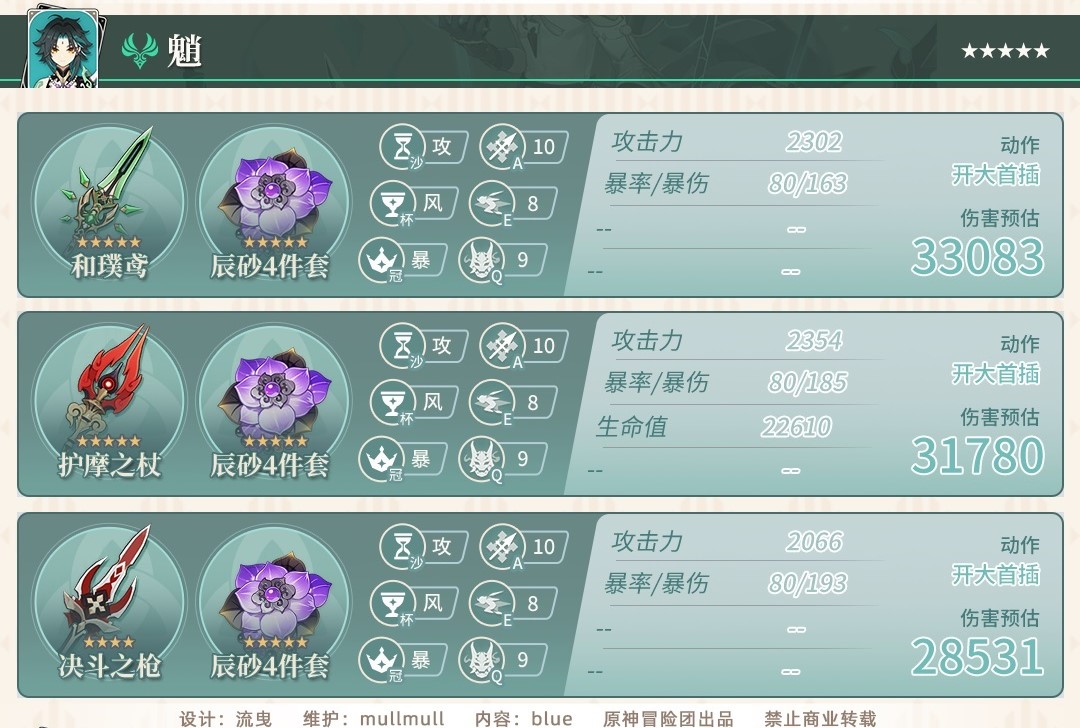 魈
★★★★★
和璞鸢
辰砂4件套
沙 攻
A 10
杯 风
E 8
冠 暴
Q 9
攻击力 2302
暴率/暴伤 80/163
-- --
-- --
动作
开大首插
伤害预估
33083
护摩之杖
辰砂4件套
沙 攻
A 10
杯 风
E 8
冠 暴
Q 9
攻击力 2354
暴率/暴伤 80/185
生命值 22610
-- --
动作
开大首插
伤害预估
31780
决斗之枪
辰砂4件套
沙 攻
A 10
杯 风
E 8
冠 暴
Q 9
攻击力 2066
暴率/暴伤 80/193
-- --
-- --
动作
开大首插
伤害预估
28531
设计：流曳 维护：mullmull 内容：blue 原神冒险团出品 禁止商业转载